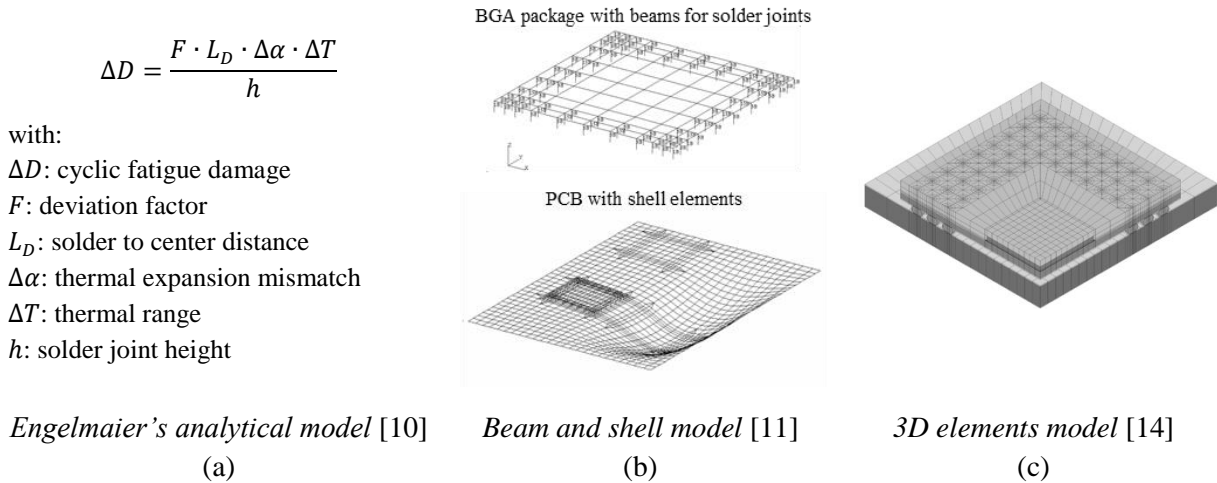 ΔD = F · L_D · Δα · ΔT / h
with:
ΔD: cyclic fatigue damage
F: deviation factor
L_D: solder to center distance
Δα: thermal expansion mismatch
ΔT: thermal range
h: solder joint height
Engelmaier's analytical model [10]
(a)
BGA package with beams for solder joints
PCB with shell elements
Beam and shell model [11]
(b)
3D elements model [14]
(c)